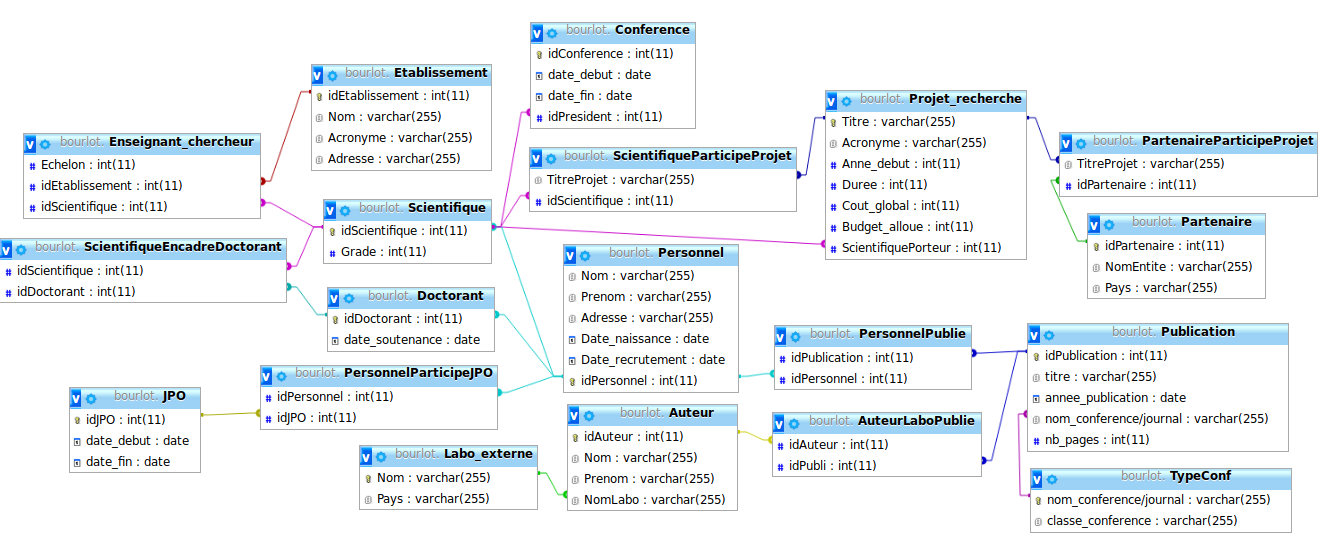 bourlot. Conference
idConference : int(11)
date_debut : date
date_fin : date
idPresident : int(11)
bourlot. Etablissement
idEtablissement : int(11)
Nom : varchar(255)
Acronyme : varchar(255)
Adresse : varchar(255)
bourlot. Projet_recherche
Titre : varchar(255)
Acronyme : varchar(255)
Anne_debut : int(11)
Duree : int(11)
Cout_global : int(11)
Budget_alloue : int(11)
ScientifiquePorteur : int(11)
bourlot. Enseignant_chercheur
Echelon : int(11)
idEtablissement : int(11)
idScientifique : int(11)
bourlot. ScientifiqueParticipeProjet
TitreProjet : varchar(255)
idScientifique : int(11)
bourlot. PartenaireParticipeProjet
TitreProjet : varchar(255)
idPartenaire : int(11)
bourlot. Scientifique
idScientifique : int(11)
Grade : int(11)
bourlot. Partenaire
idPartenaire : int(11)
NomEntite : varchar(255)
Pays : varchar(255)
bourlot. ScientifiqueEncadreDoctorant
idScientifique : int(11)
idDoctorant : int(11)
bourlot. Personnel
Nom : varchar(255)
Prenom : varchar(255)
Adresse : varchar(255)
Date_naissance : date
Date_recrutement : date
idPersonnel : int(11)
bourlot. Doctorant
idDoctorant : int(11)
date_soutenance : date
bourlot. PersonnelPublie
idPublication : int(11)
idPersonnel : int(11)
bourlot. Publication
idPublication : int(11)
titre : varchar(255)
annee_publication : date
nom_conference/journal : varchar(255)
nb_pages : int(11)
bourlot. PersonnelParticipeJPO
idPersonnel : int(11)
idJPO : int(11)
bourlot. JPO
idJPO : int(11)
date_debut : date
date_fin : date
bourlot. Auteur
idAuteur : int(11)
Nom : varchar(255)
Prenom : varchar(255)
NomLabo : varchar(255)
bourlot. AuteurLaboPublie
idAuteur : int(11)
idPubli : int(11)
bourlot. Labo_externe
Nom : varchar(255)
Pays : varchar(255)
bourlot. TypeConf
nom_conference/journal : varchar(255)
classe_conference : varchar(255)